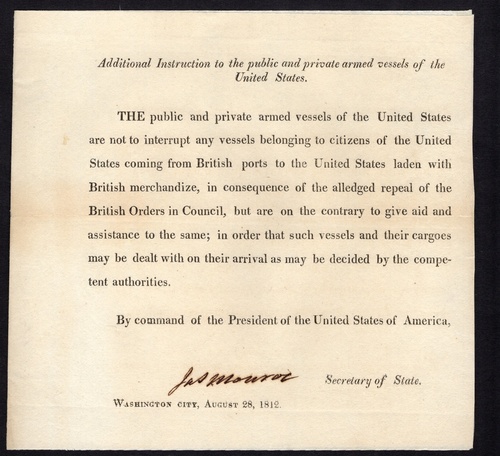 Additional Instruction to the public and private armed vessels of the
United States.
THE public and private armed vessels of the United States
are not to interrupt any vessels belonging to citizens of the United
States coming from British ports to the United States laden with
British merchandize, in consequence of the alledged repeal of the
British Orders in Council, but are on the contrary to give aid and
assistance to the same; in order that such vessels and their cargoes
may be dealt with on their arrival as may be decided by the compe-
tent authorities.
By command of the President of the United States of America,
Jas Monroe Secretary of State.
WASHINGTON CITY, AUGUST 28, 1812.